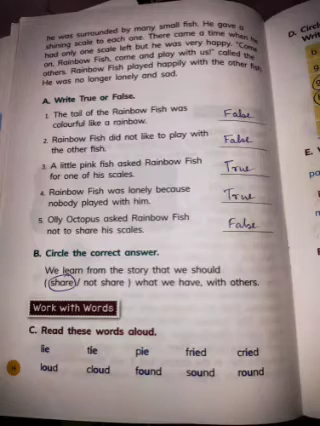 he was surrounded by many small fish. He gave a
shining scale to each one. There came a time when he
had only one scale left but he was very happy. "Come
on, Rainbow Fish, come and play with us!" called the
others. Rainbow Fish played happily with the other fish.
He was no longer lonely and sad.
A. Write True or False.
1. The tail of the Rainbow Fish was colourful like a rainbow. False
2. Rainbow Fish did not like to play with the other fish. False
3. A little pink fish asked Rainbow Fish for one of his scales. True
4. Rainbow Fish was lonely because nobody played with him. True
5. Olly Octopus asked Rainbow Fish not to share his scales. False
B. Circle the correct answer.
We learn from the story that we should
(share / not share ) what we have, with others.
Work with Words
C. Read these words aloud.
lie tie pie fried cried
loud cloud found sound round
D. Circl
Writ
E.